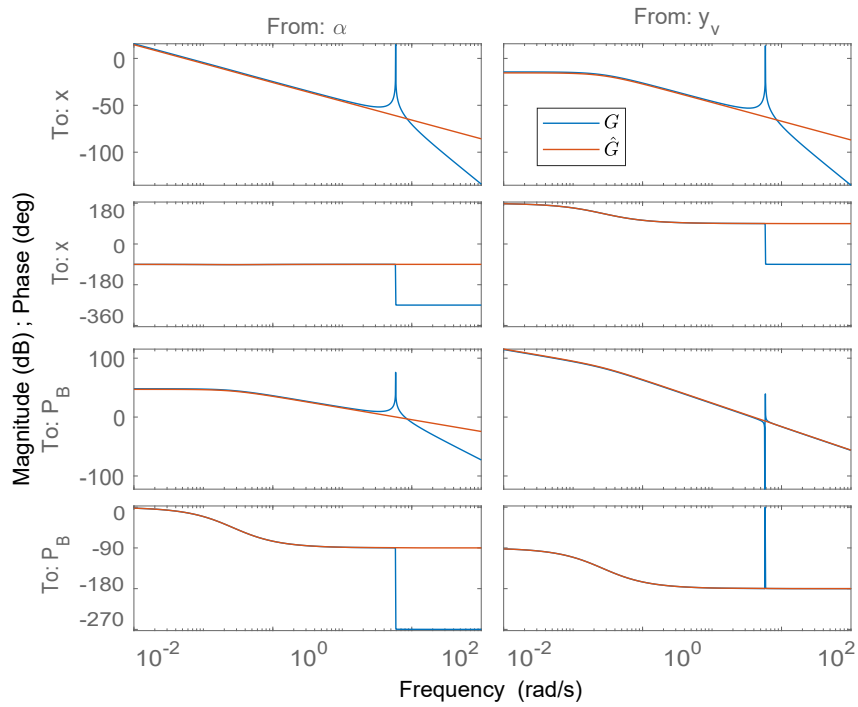 From: α
From: y_v
Magnitude (dB) ; Phase (deg)
To: x
0
-50
-100
G
Ĝ
To: x
180
0
-180
-360
To: P_B
100
0
-100
To: P_B
0
-90
-180
-270
10^-2
10^0
10^2
10^-2
10^0
10^2
Frequency (rad/s)